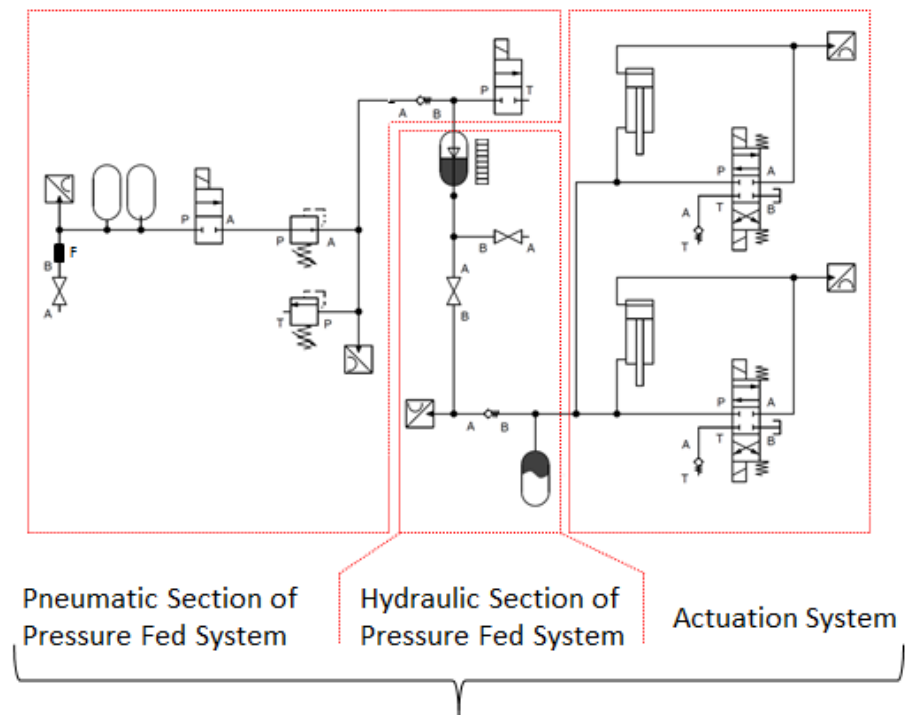 P T
A B
P A
T B
A
T
P A
P A
B A
F
B
A
A
B
T P
P A
A B
T B
A
T
Pneumatic Section of
Pressure Fed System
Hydraulic Section of
Pressure Fed System
Actuation System